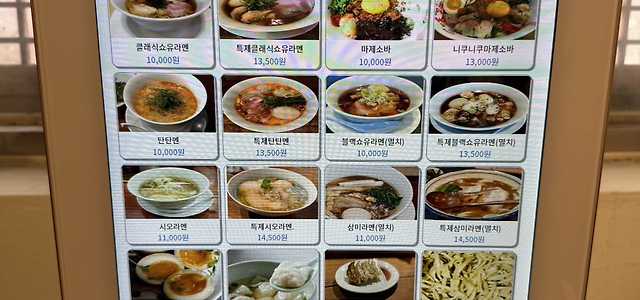 클래식쇼유라멘
10,000원
특제클래식쇼유라멘
13,500원
마제소바
10,000원
니쿠니쿠마제소바
13,000원
탄탄멘
10,000원
특제탄탄멘
13,500원
블랙쇼유라멘(멸치)
10,000원
특제블랙쇼유라멘(멸치)
13,500원
시오라멘
11,000원
특제시오라멘.
14,500원
삼미라멘(멸치)
11,000원
특제삼미라멘(멸치)
14,500원